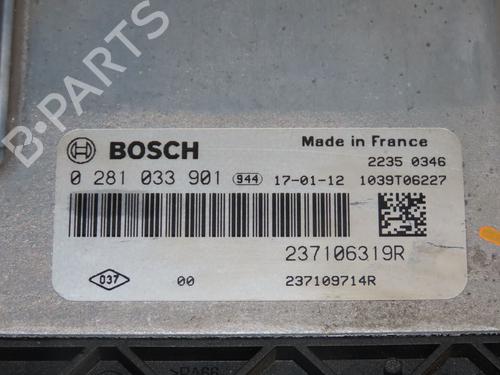 B-PARTS
BOSCH
Made in France
2235 0346
0 281 033 901 944 17-01-12 1039T06227
237106319R
037 00 237109714R
>PA66